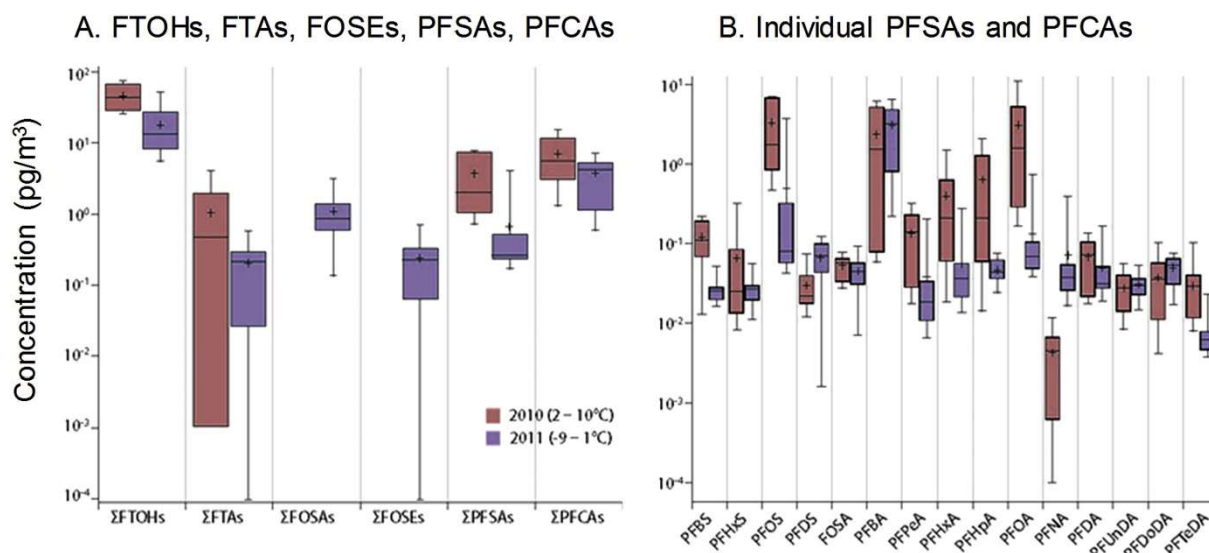 A. FTOHs, FTAs, FOSEs, PFSAs, PFCAs
B. Individual PFSAs and PFCAs
Concentration (pg/m³)
10²
10¹
10⁰
10⁻¹
10⁻²
10⁻³
10⁻⁴
2010 (2 – 10°C)
2011 (-9 – 1°C)
ΣFTOHs ΣFTAs ΣFOSAs ΣFOSEs ΣPFSAs ΣPFCAs
10¹
10⁰
10⁻¹
10⁻²
10⁻³
10⁻⁴
PFBS
PFHxS
PFOS
PFDS
FOSA
PFBA
PFPeA
PFHxA
PFHpA
PFOA
PFNA
PFDA
PFUnDA
PFDoDA
PFTeDA